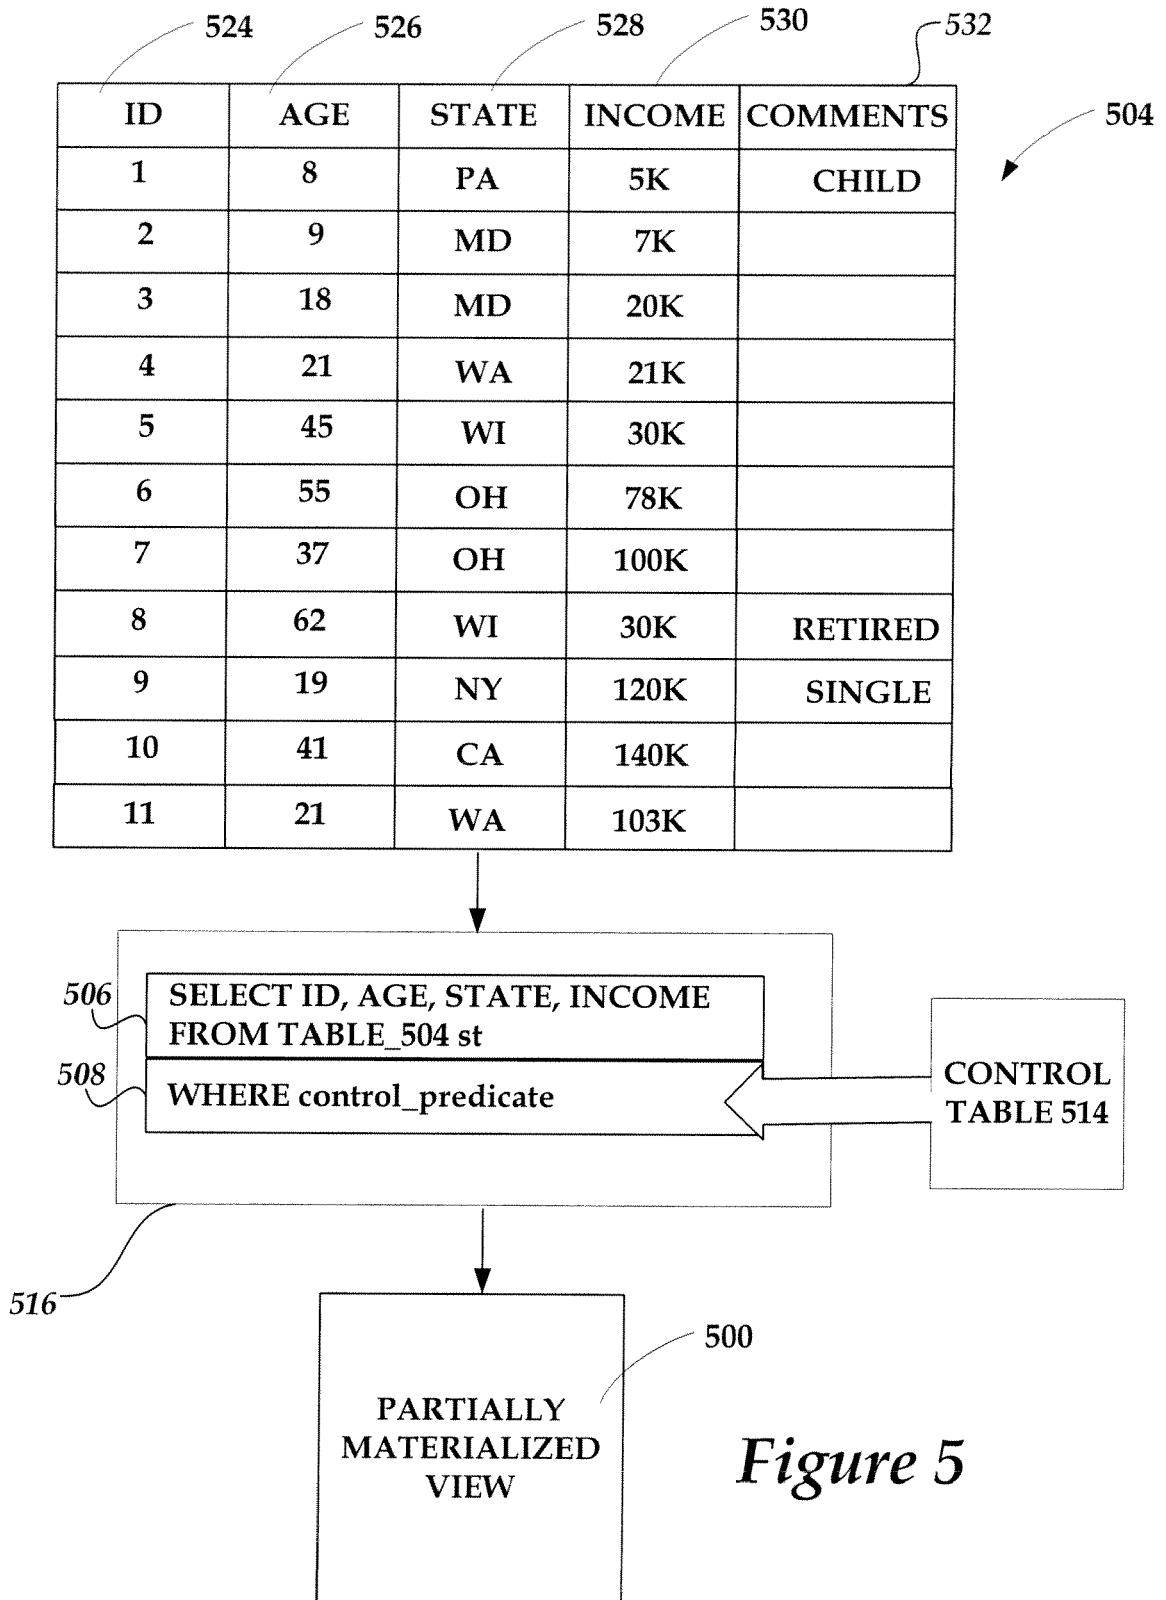 524 526 528 530 532
504
ID AGE STATE INCOME COMMENTS
1 8 PA 5K CHILD
2 9 MD 7K
3 18 MD 20K
4 21 WA 21K
5 45 WI 30K
6 55 OH 78K
7 37 OH 100K
8 62 WI 30K RETIRED
9 19 NY 120K SINGLE
10 41 CA 140K
11 21 WA 103K
506
SELECT ID, AGE, STATE, INCOME
FROM TABLE_504 st
508
WHERE control_predicate
CONTROL
TABLE 514
516
500
PARTIALLY
MATERIALIZED
VIEW
Figure 5